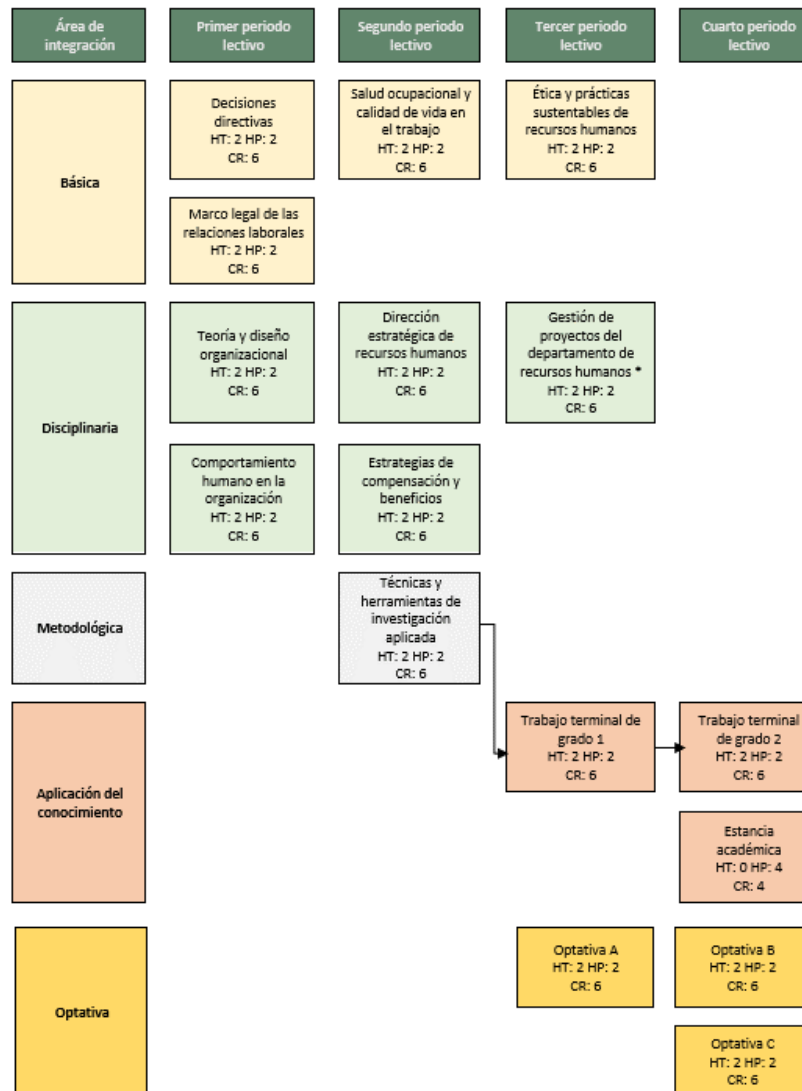 Área de
integración
Primer periodo
lectivo
Segundo periodo
lectivo
Tercer periodo
lectivo
Cuarto periodo
lectivo
Básica
Decisiones
directivas
HT: 2 HP: 2
CR: 6
Salud ocupacional y
calidad de vida en
el trabajo
HT: 2 HP: 2
CR: 6
Ética y prácticas
sustentables de
recursos humanos
HT: 2 HP: 2
CR: 6
Marco legal de las
relaciones laborales
HT: 2 HP: 2
CR: 6
Disciplinaria
Teoría y diseño
organizacional
HT: 2 HP: 2
CR: 6
Dirección
estratégica de
recursos humanos
HT: 2 HP: 2
CR: 6
Gestión de
proyectos del
departamento de
recursos humanos *
HT: 2 HP: 2
CR: 6
Comportamiento
humano en la
organización
HT: 2 HP: 2
CR: 6
Estrategias de
compensación y
beneficios
HT: 2 HP: 2
CR: 6
Metodológica
Técnicas y
herramientas de
investigación
aplicada
HT: 2 HP: 2
CR: 6
Aplicación del
conocimiento
Trabajo terminal de
grado 1
HT: 2 HP: 2
CR: 6
Trabajo terminal
de grado 2
HT: 2 HP: 2
CR: 6
Estancia
académica
HT: 0 HP: 4
CR: 4
Optativa
Optativa A
HT: 2 HP: 2
CR: 6
Optativa B
HT: 2 HP: 2
CR: 6
Optativa C
HT: 2 HP: 2
CR: 6